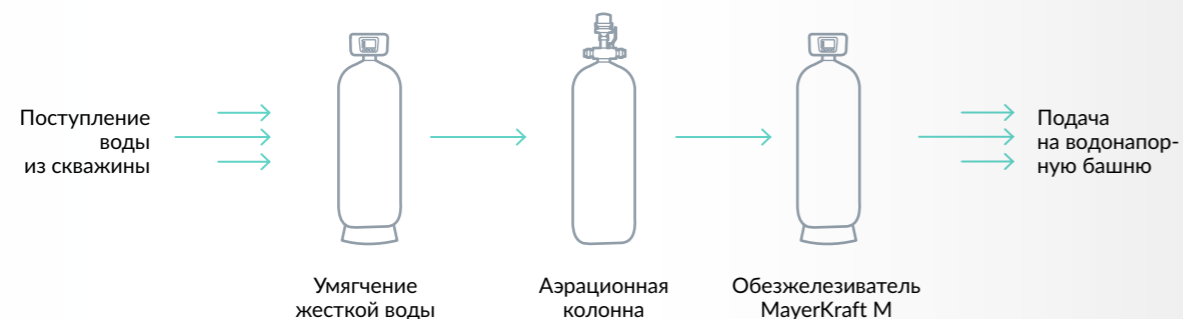 Поступление
воды
из скважины
Подача
на водонапор-
ную башню
Умягчение
жесткой воды
Аэрационная
колонна
Обезжелезиватель
MayerKraft M